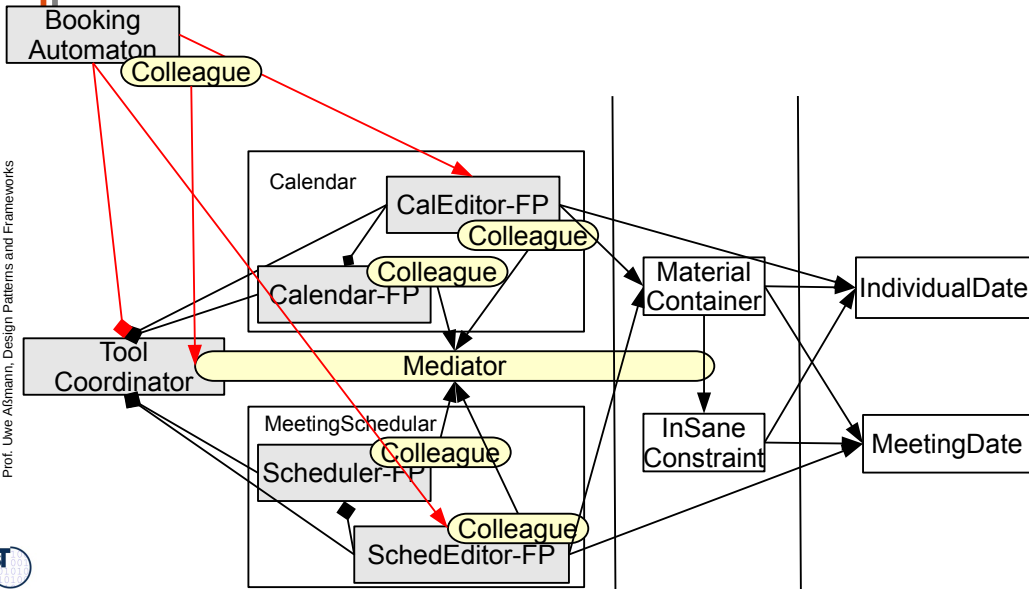 Booking
Automaton
Colleague
Calendar
CalEditor-FP
Colleague
Colleague
Calendar-FP
Material
Container
IndividualDate
Tool
Coordinator
Mediator
MeetingSchedular
InSane
Constraint
MeetingDate
Colleague
Scheduler-FP
Colleague
SchedEditor-FP
Prof. Uwe Aßmann, Design Patterns and Frameworks